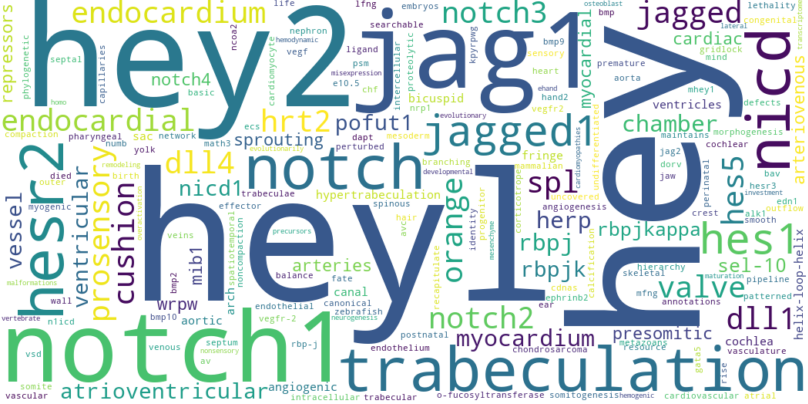 repressors
phylogenetic
septal
homo
endocardium
capillaries
hey2
notch4
basic
life
nephron
hemodynamic
vegf
cardiomyocyte
ncoa2
lfng
searchable
ligand
psm
misexpression
e10.5
chf
embryos
intercellular
proteolytic
jag1
notch3
bmp9
sensory
heart
kpyrpwg
ehand
hand2
vegfr2
myocardial
osteoblast
bmp
premature
aorta
jagged
cardiac
gridlock
mind
lateral
lethality
congenital
hey
nicd
arteriovenous
endocardial
compaction
pharyngeal
numb
sac
yolk
network
math3
evolutionarily
hrt2
sprouting
ecs
pofut1
dapt
perturbed
bicuspid
nrp1
mesoderm
evolutionary
jagged1
undifferentiated
cardiomyopathies
ventricles
mhey1
defects
chamber
maintains
morphogenesis
hesr2
outer
died
myogenic
wall
malformations
vertebrate
vessel
ventricular
prosensory
remodeling
birth
cushion
dll4
nicd1
trabeculae
effector
notch
hypertrabeculation
spinous
branching
developmental
fringe
mammalian
orange
identity
progenitor
mesenchyme
corticotropes
spl
uncovered
angiogenesis
herp
rbpj
rbpjk
cdnas
ephrinb2
ear
calcification
rbpjkappa
skeletal
hierarchy
mfng
annotations
jag2
dorv
jaw
cochlear
perinatal
crest
alk1
hes5
bav
hesr3
investment
edn1
smooth
outflow
helix-loop-helix
hes1
sel-10
maturation
pipeline
patterned
heyl
veins
mib1
bmp2
wrpw
bmp10
aortic
arch
spatiotemporal
noncompaction
precursors
arteries
balance
fate
canal
canonical
zebrafish
hair
avc
recapitulate
valve
notch1
n1icd
vsd
somite
vascular
venous
septum
nonsensory
av
endothelial
vegfr-2
neurogenesis
rbp-j
angiogenic
intracellular
endothelium
postnatal
trabecular
notch2
myocardium
chondrosarcoma
presomitic
metazoans
resource
gata5
dll1
cochlea
vasculature
rise
atrioventricular
trabeculation
o-fucosyltransferase
somitogenesis
hemogenic
cardiovascular
atrial